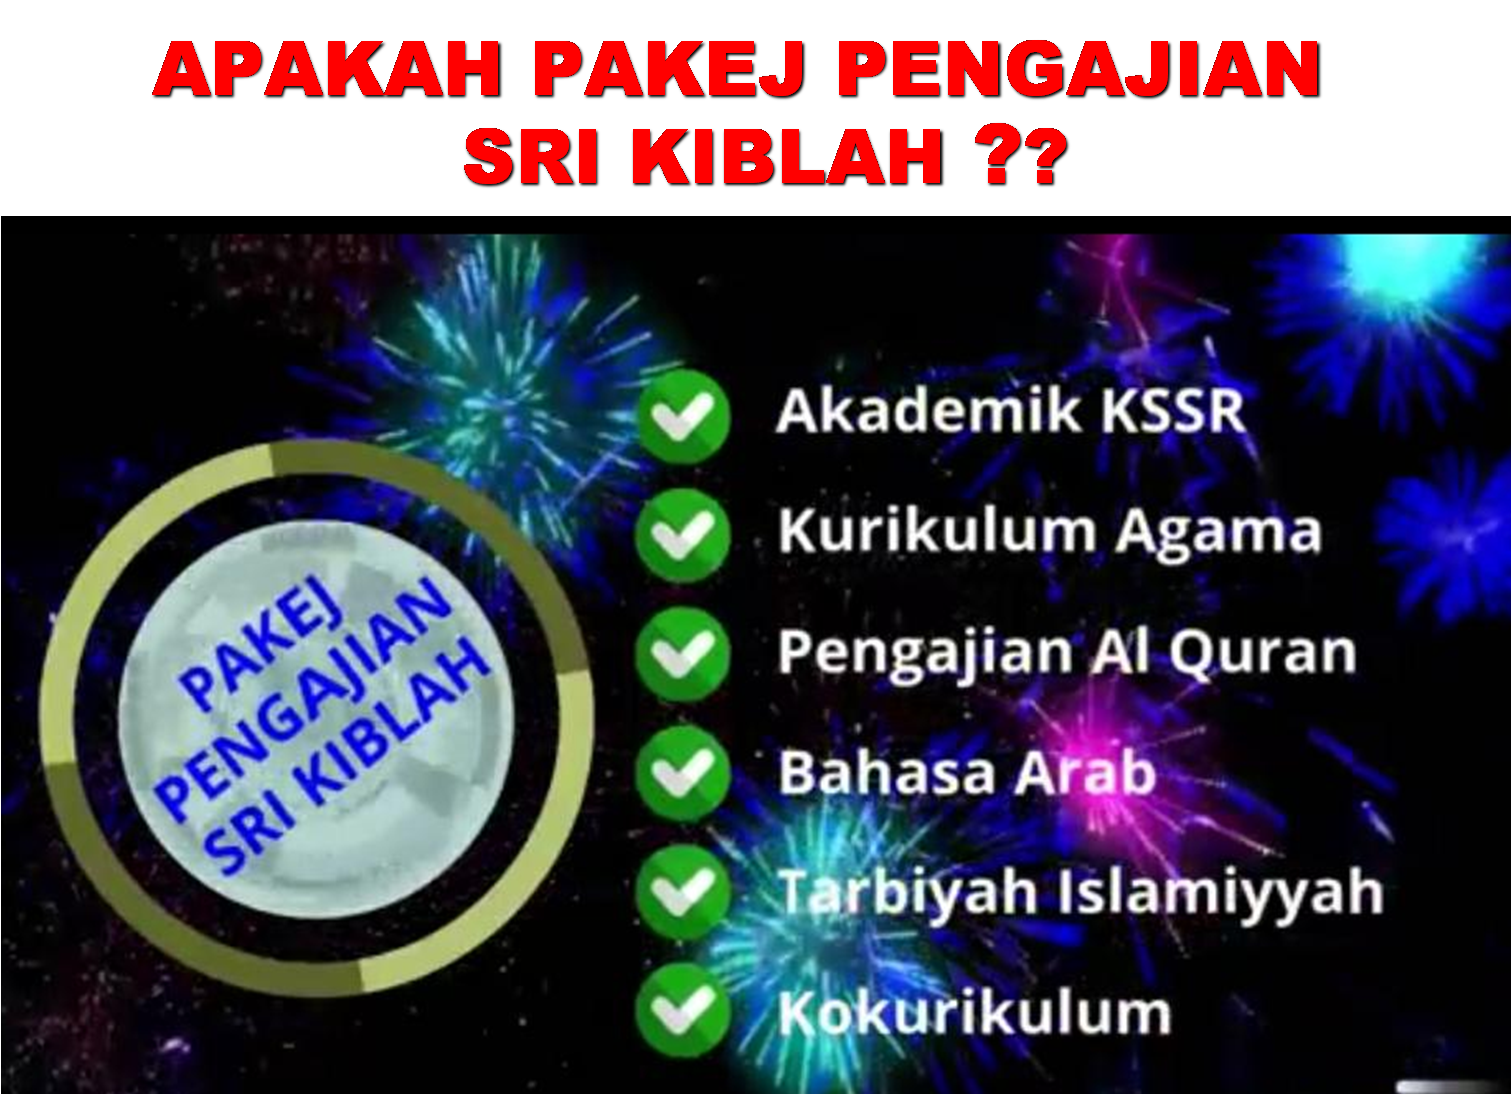 APAKAH PAKEJ PENGAJIAN
SRI KIBLAH ??
PAKEJ
PENGAJIAN
SRI KIBLAH
Akademik KSSR
Kurikulum Agama
Pengajian Al Quran
Bahasa Arab
Tarbiyah Islamiyyah
Kokurikulum